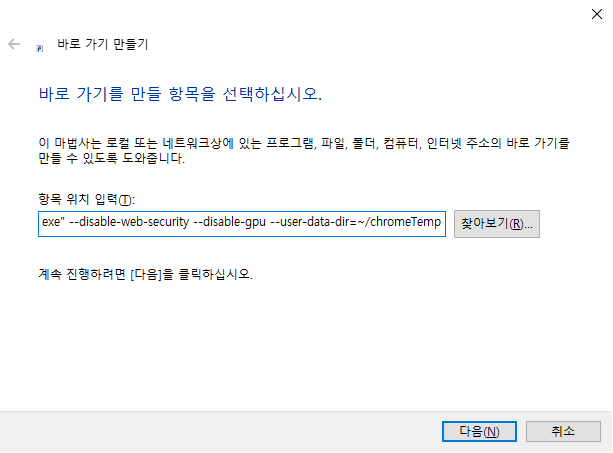 바로 가기 만들기
바로 가기를 만들 항목을 선택하십시오.
이 마법사는 로컬 또는 네트워크상에 있는 프로그램, 파일, 폴더, 컴퓨터, 인터넷 주소의 바로 가기를
만들 수 있도록 도와줍니다.
항목 위치 입력(T):
exe" --disable-web-security --disable-gpu --user-data-dir=~/chromeTemp
찾아보기(R)...
계속 진행하려면 [다음]을 클릭하십시오.
다음(N)
취소